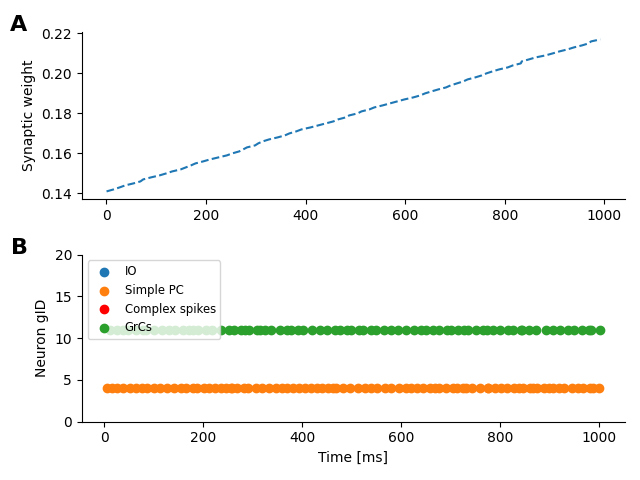 A
Synaptic weight
0.22
0.20
0.18
0.16
0.14
0 200 400 600 800 1000
B
Neuron gID
20
15
10
5
0
IO
Simple PC
Complex spikes
GrCs
0 200 400 600 800 1000
Time [ms]